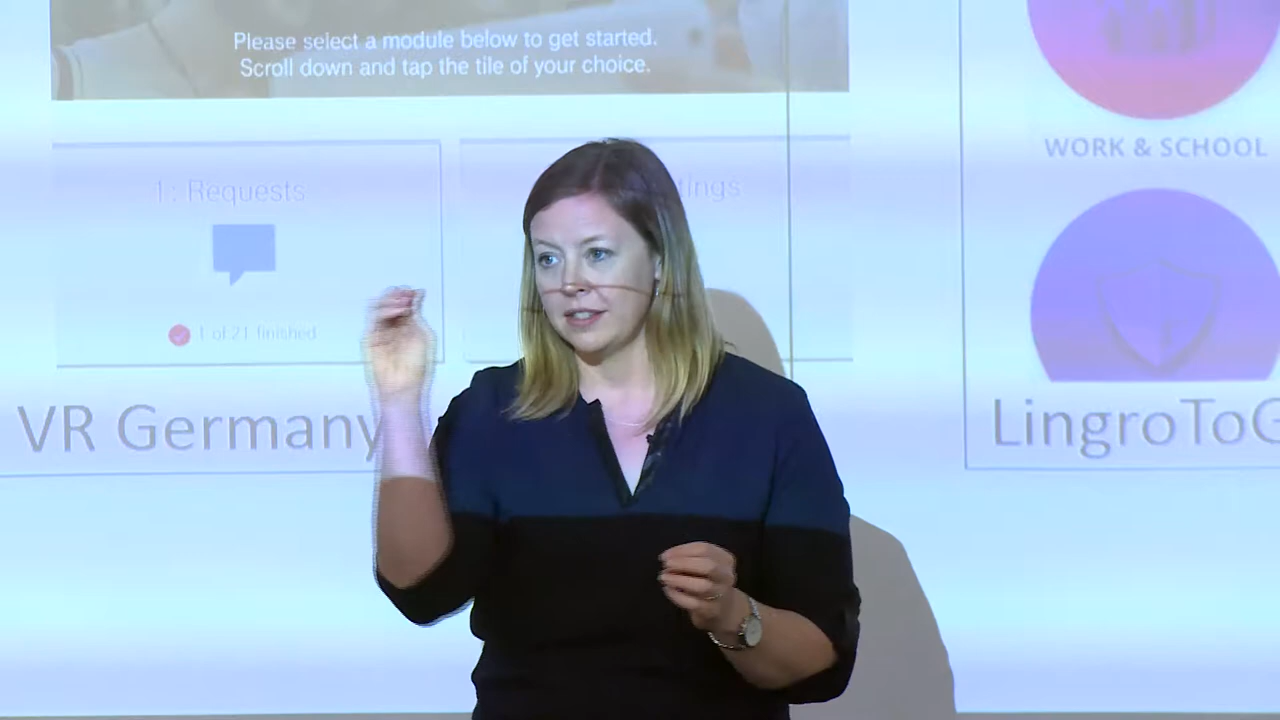 Please select a module below to get started.
Scroll down and tap the tile of your choice.
1: Requests
1 of 21 finished
VR Germany
WORK & SCHOOL
LingroToG